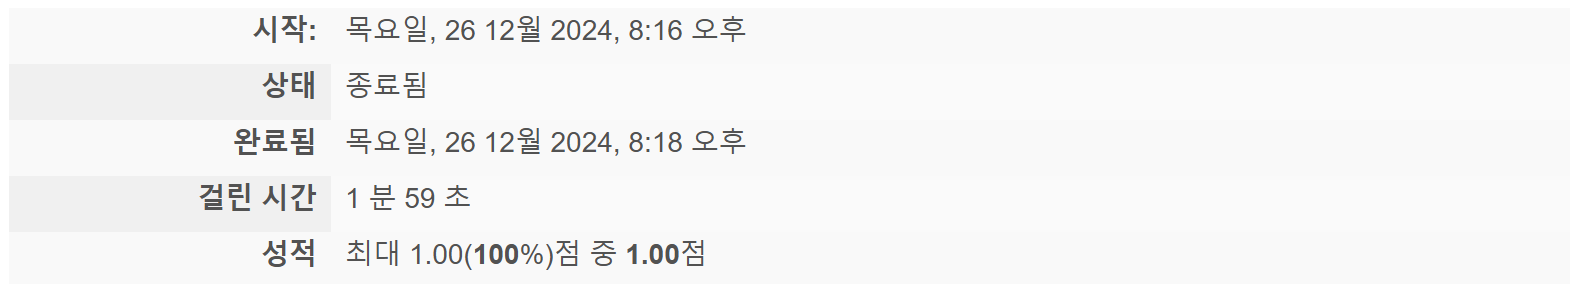 시작: 목요일, 26 12월 2024, 8:16 오후
상태 종료됨
완료됨 목요일, 26 12월 2024, 8:18 오후
걸린 시간 1 분 59 초
성적 최대 1.00(100%)점 중 1.00점